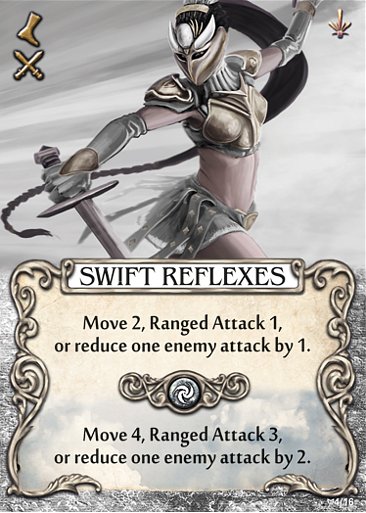 SWIFT REFLEXES
Move 2, Ranged Attack 1,
or reduce one enemy attack by 1.
Move 4, Ranged Attack 3,
or reduce one enemy attack by 2.